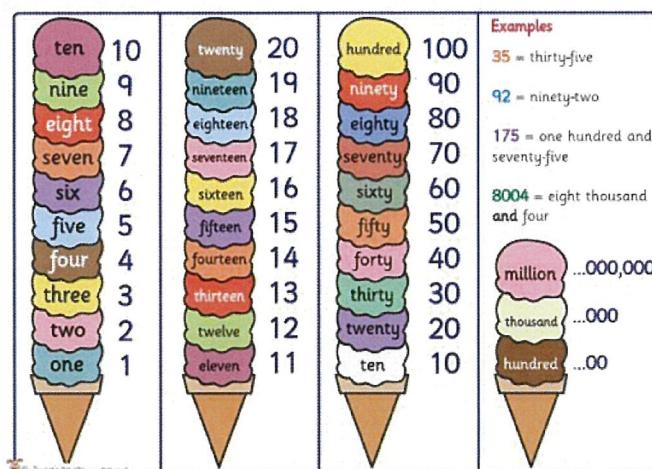 ten 10
nine 9
eight 8
seven 7
six 6
five 5
four 4
three 3
two 2
one 1
twenty 20
nineteen 19
eighteen 18
seventeen 17
sixteen 16
fifteen 15
fourteen 14
thirteen 13
twelve 12
eleven 11
hundred 100
ninety 90
eighty 80
seventy 70
sixty 60
fifty 50
forty 40
thirty 30
twenty 20
ten 10
Examples
35 = thirty-five
92 = ninety-two
175 = one hundred and
seventy-five
8004 = eight thousand
and four
million ...000,000
thousand ...000
hundred ...00